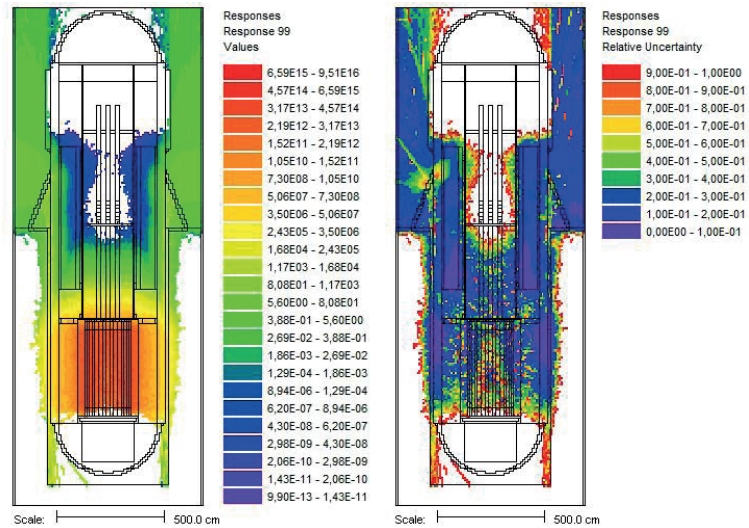 Responses
Response 99
Values
6,59E15 - 9,51E16
4,57E14 - 6,59E15
3,17E13 - 4,57E14
2,19E12 - 3,17E13
1,52E11 - 2,19E12
1,05E10 - 1,52E11
7,30E08 - 1,05E10
5,06E07 - 7,30E08
3,50E06 - 5,06E07
2,43E05 - 3,50E06
1,68E04 - 2,43E05
1,17E03 - 1,68E04
8,08E01 - 1,17E03
5,60E00 - 8,08E01
3,88E-01 - 5,60E00
2,69E-02 - 3,88E-01
1,86E-03 - 2,69E-02
1,29E-04 - 1,86E-03
8,94E-06 - 1,29E-04
6,20E-07 - 8,94E-06
4,30E-08 - 6,20E-07
2,98E-09 - 4,30E-08
2,06E-10 - 2,98E-09
1,43E-11 - 2,06E-10
9,90E-13 - 1,43E-11
Scale:
500.0 cm
Responses
Response 99
Relative Uncertainty
9,00E-01 - 1,00E00
8,00E-01 - 9,00E-01
7,00E-01 - 8,00E-01
6,00E-01 - 7,00E-01
5,00E-01 - 6,00E-01
4,00E-01 - 5,00E-01
3,00E-01 - 4,00E-01
2,00E-01 - 3,00E-01
1,00E-01 - 2,00E-01
0,00E00 - 1,00E-01
Scale:
500.0 cm